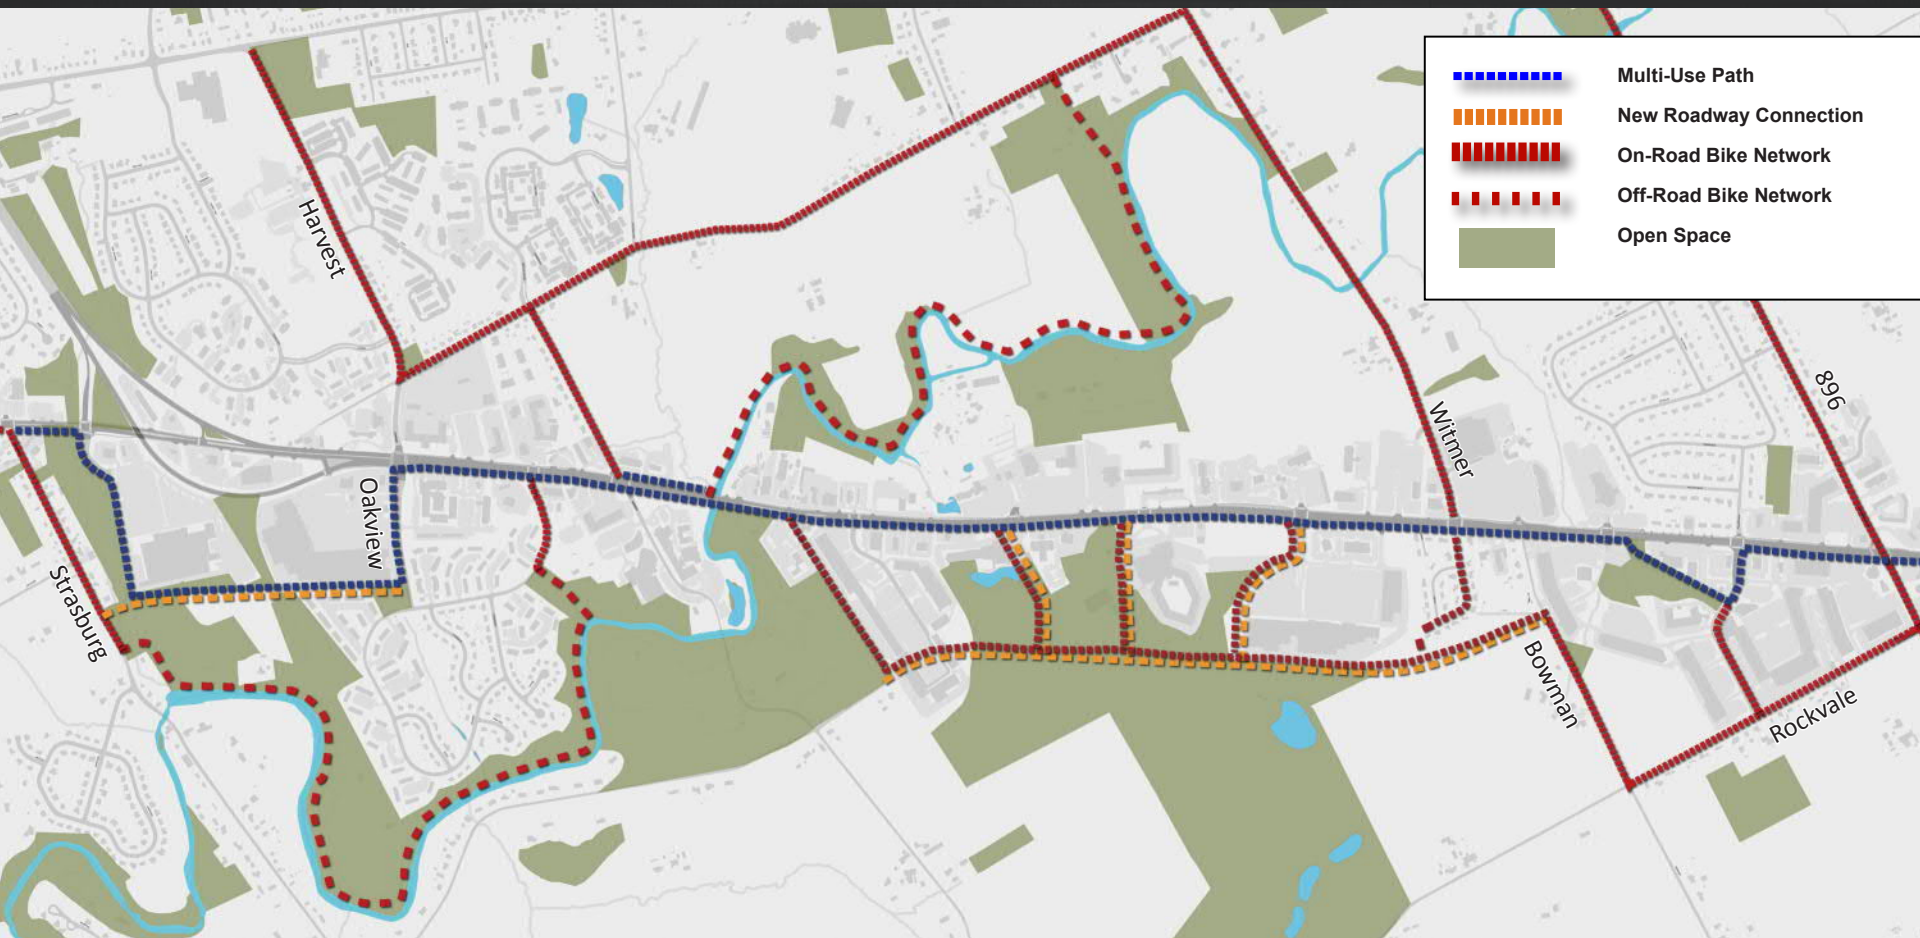 Multi-Use Path
New Roadway Connection
On-Road Bike Network
Off-Road Bike Network
Open Space
Harvest
896
Witmer
Oakview
Strasburg
Bowman
Rockvale